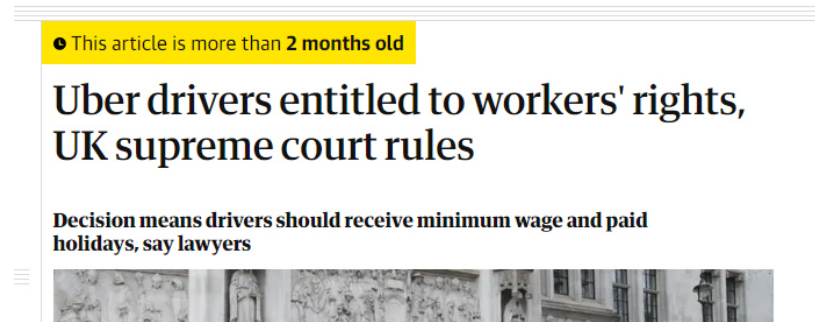 This article is more than 2 months old
Uber drivers entitled to workers' rights,
UK supreme court rules
Decision means drivers should receive minimum wage and paid
holidays, say lawyers